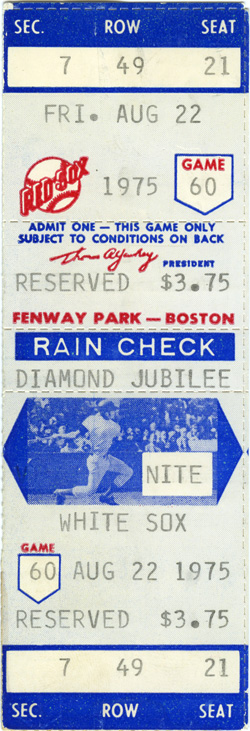 SEC. ROW SEAT
7 49 21
FRI. AUG 22
RED SOX 1975 GAME 60
ADMIT ONE — THIS GAME ONLY
SUBJECT TO CONDITIONS ON BACK
PRESIDENT
RESERVED $3.75
FENWAY PARK — BOSTON
RAIN CHECK
DIAMOND JUBILEE
NITE
WHITE SOX
GAME
60 AUG 22 1975
RESERVED $3.75
7 49 21
SEC. ROW SEAT